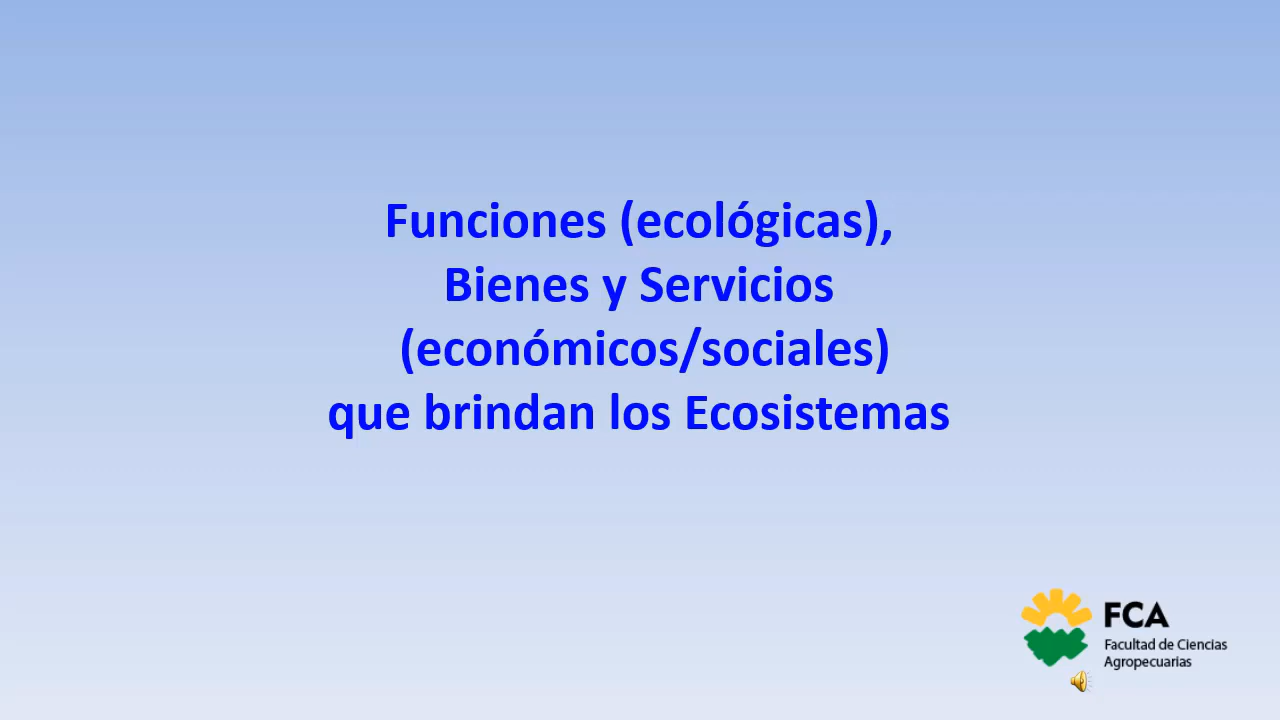 Funciones (ecológicas),
Bienes y Servicios
(económicos/sociales)
que brindan los Ecosistemas
FCA
Facultad de Ciencias
Agropecuarias